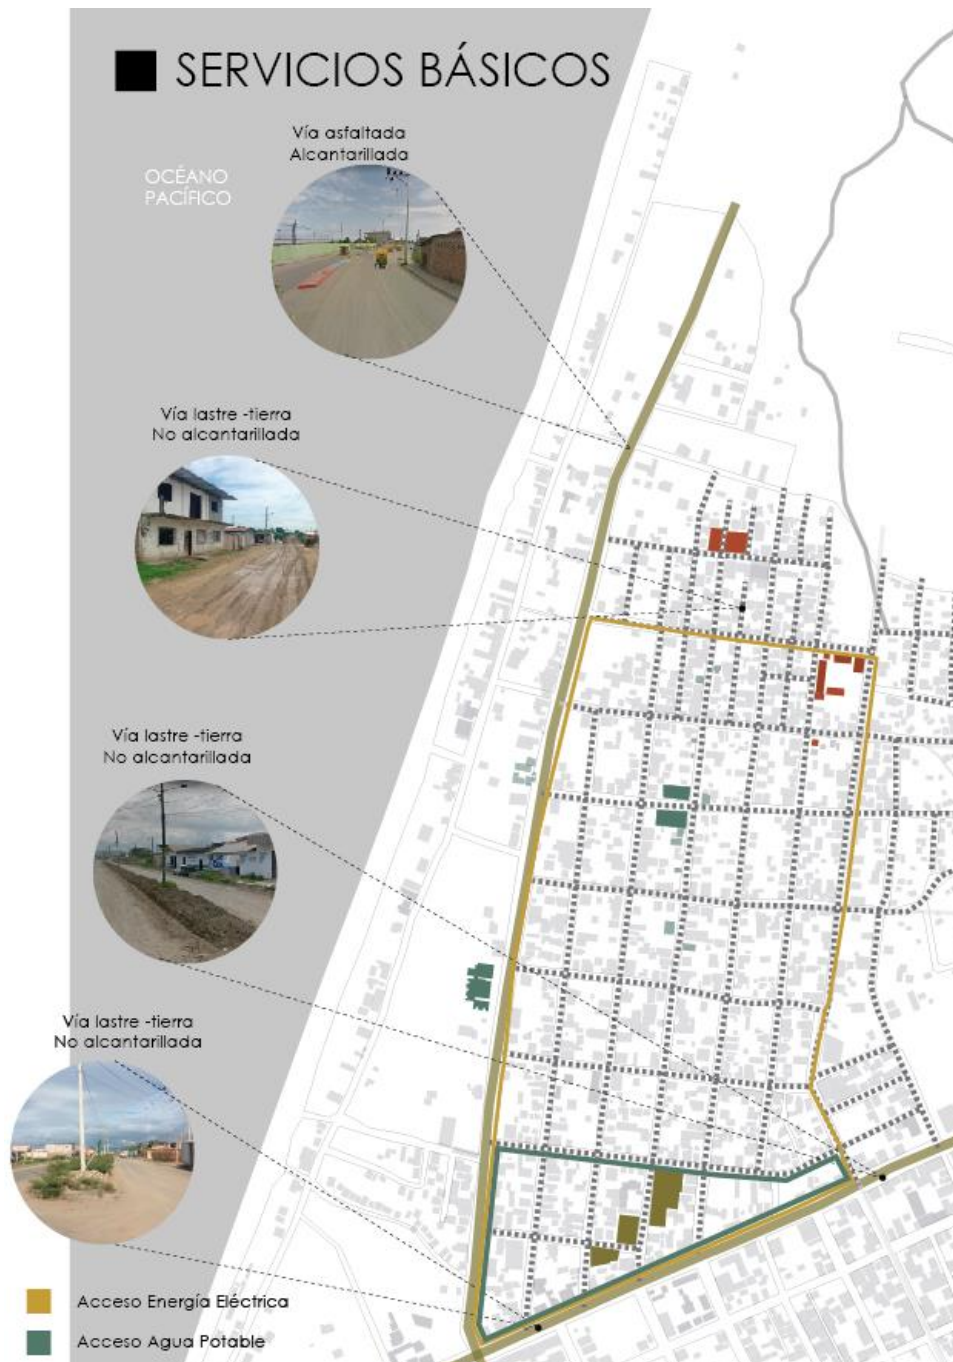 SERVICIOS BÁSICOS
Vía asfaltada
Alcantarillada
OCÉANO
PACÍFICO
Vía lastre -tierra
No alcantarillada
Vía lastre -tierra
No alcantarillada
Vía lastre -tierra
No alcantarillada
Acceso Energía Eléctrica
Acceso Agua Potable